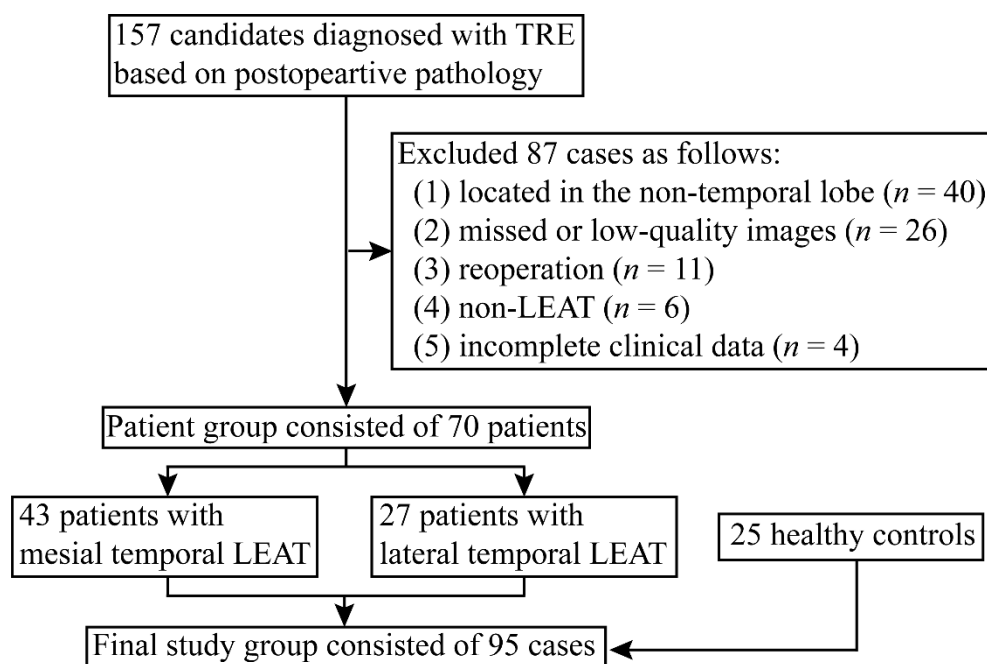 157 candidates diagnosed with TRE
based on postopeartive pathology
Excluded 87 cases as follows:
(1) located in the non-temporal lobe (n = 40)
(2) missed or low-quality images (n = 26)
(3) reoperation (n = 11)
(4) non-LEAT (n = 6)
(5) incomplete clinical data (n = 4)
Patient group consisted of 70 patients
43 patients with
mesial temporal LEAT
27 patients with
lateral temporal LEAT
25 healthy controls
Final study group consisted of 95 cases